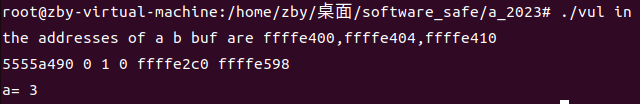 root@zby-virtual-machine:/home/zby/桌面/software_safe/a_2023# ./vul in
the addresses of a b buf are ffffe400,ffffe404,ffffe410
5555a490 0 1 0 ffffe2c0 ffffe598
a= 3